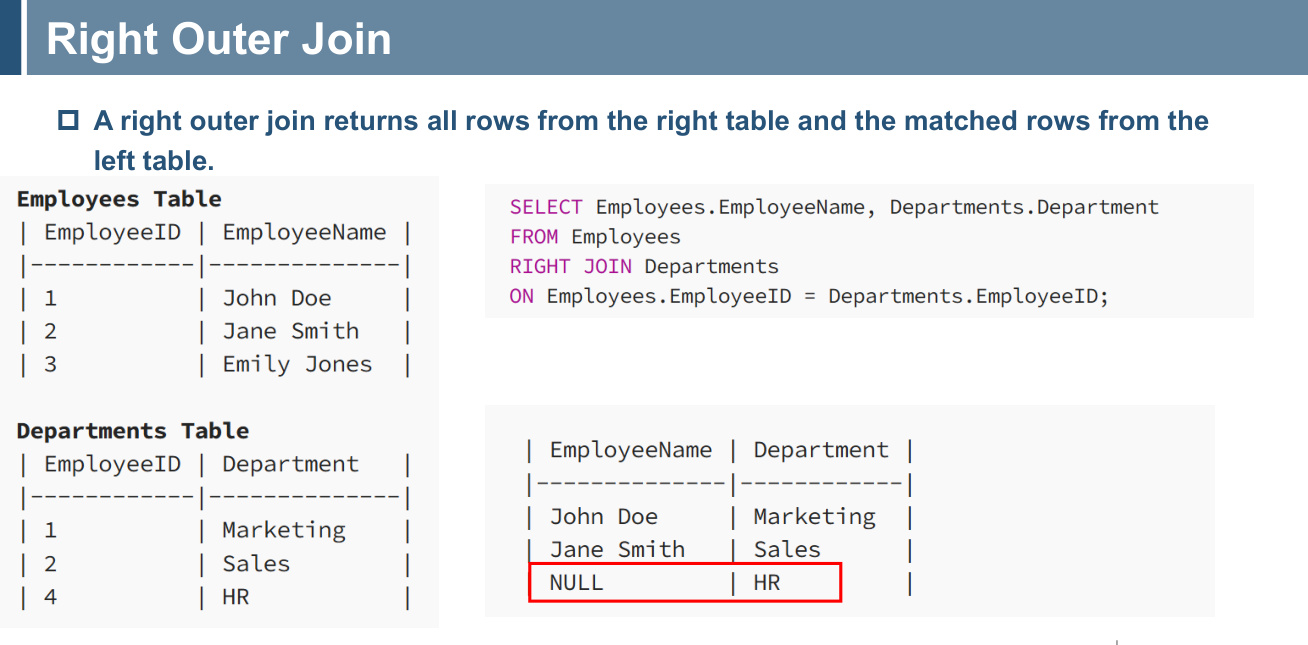 Right Outer Join
A right outer join returns all rows from the right table and the matched rows from the
left table.
Employees Table
| EmployeeID | EmployeeName |
|------------|--------------|
| 1          | John Doe     |
| 2          | Jane Smith   |
| 3          | Emily Jones  |
Departments Table
| EmployeeID | Department   |
|------------|--------------|
| 1          | Marketing    |
| 2          | Sales        |
| 4          | HR           |
SELECT Employees.EmployeeName, Departments.Department
FROM Employees
RIGHT JOIN Departments
ON Employees.EmployeeID = Departments.EmployeeID;
| EmployeeName | Department |
|--------------|------------|
| John Doe     | Marketing  |
| Jane Smith   | Sales      |
| NULL         | HR         |